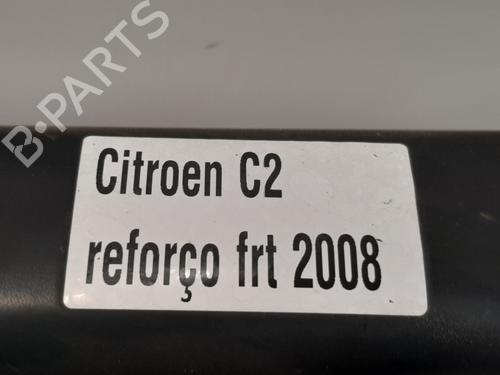 B-PARTS
Citroen C2
reforço frt 2008